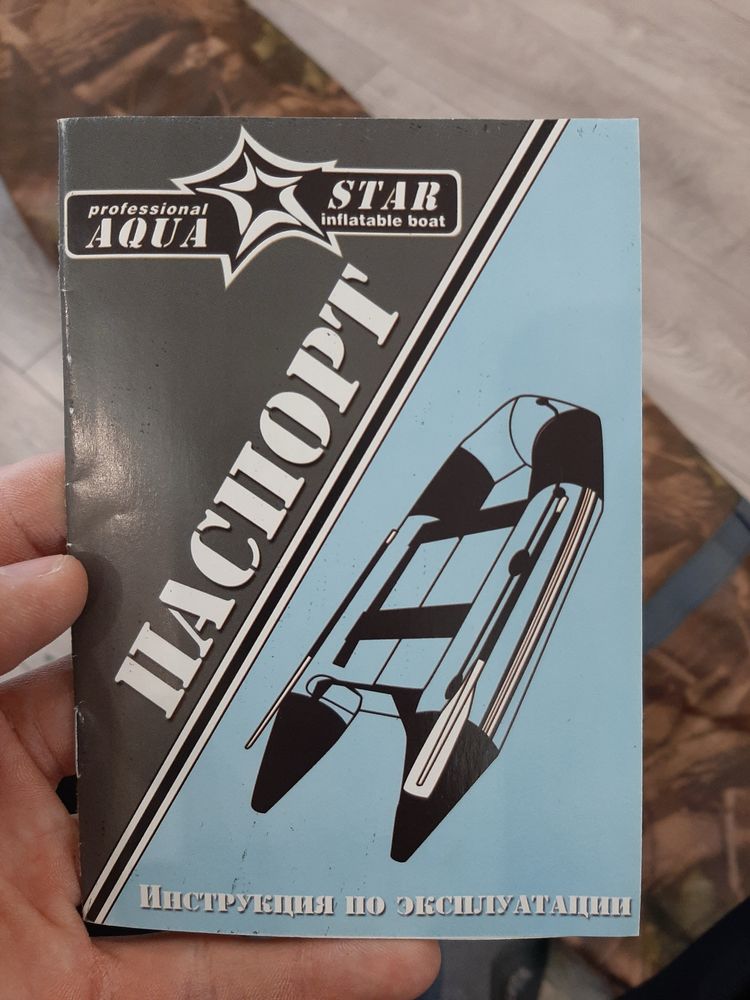 professional
AQUA
STAR
inflatable boat
ПАСПОРТ
Инструкция по эксплуатации